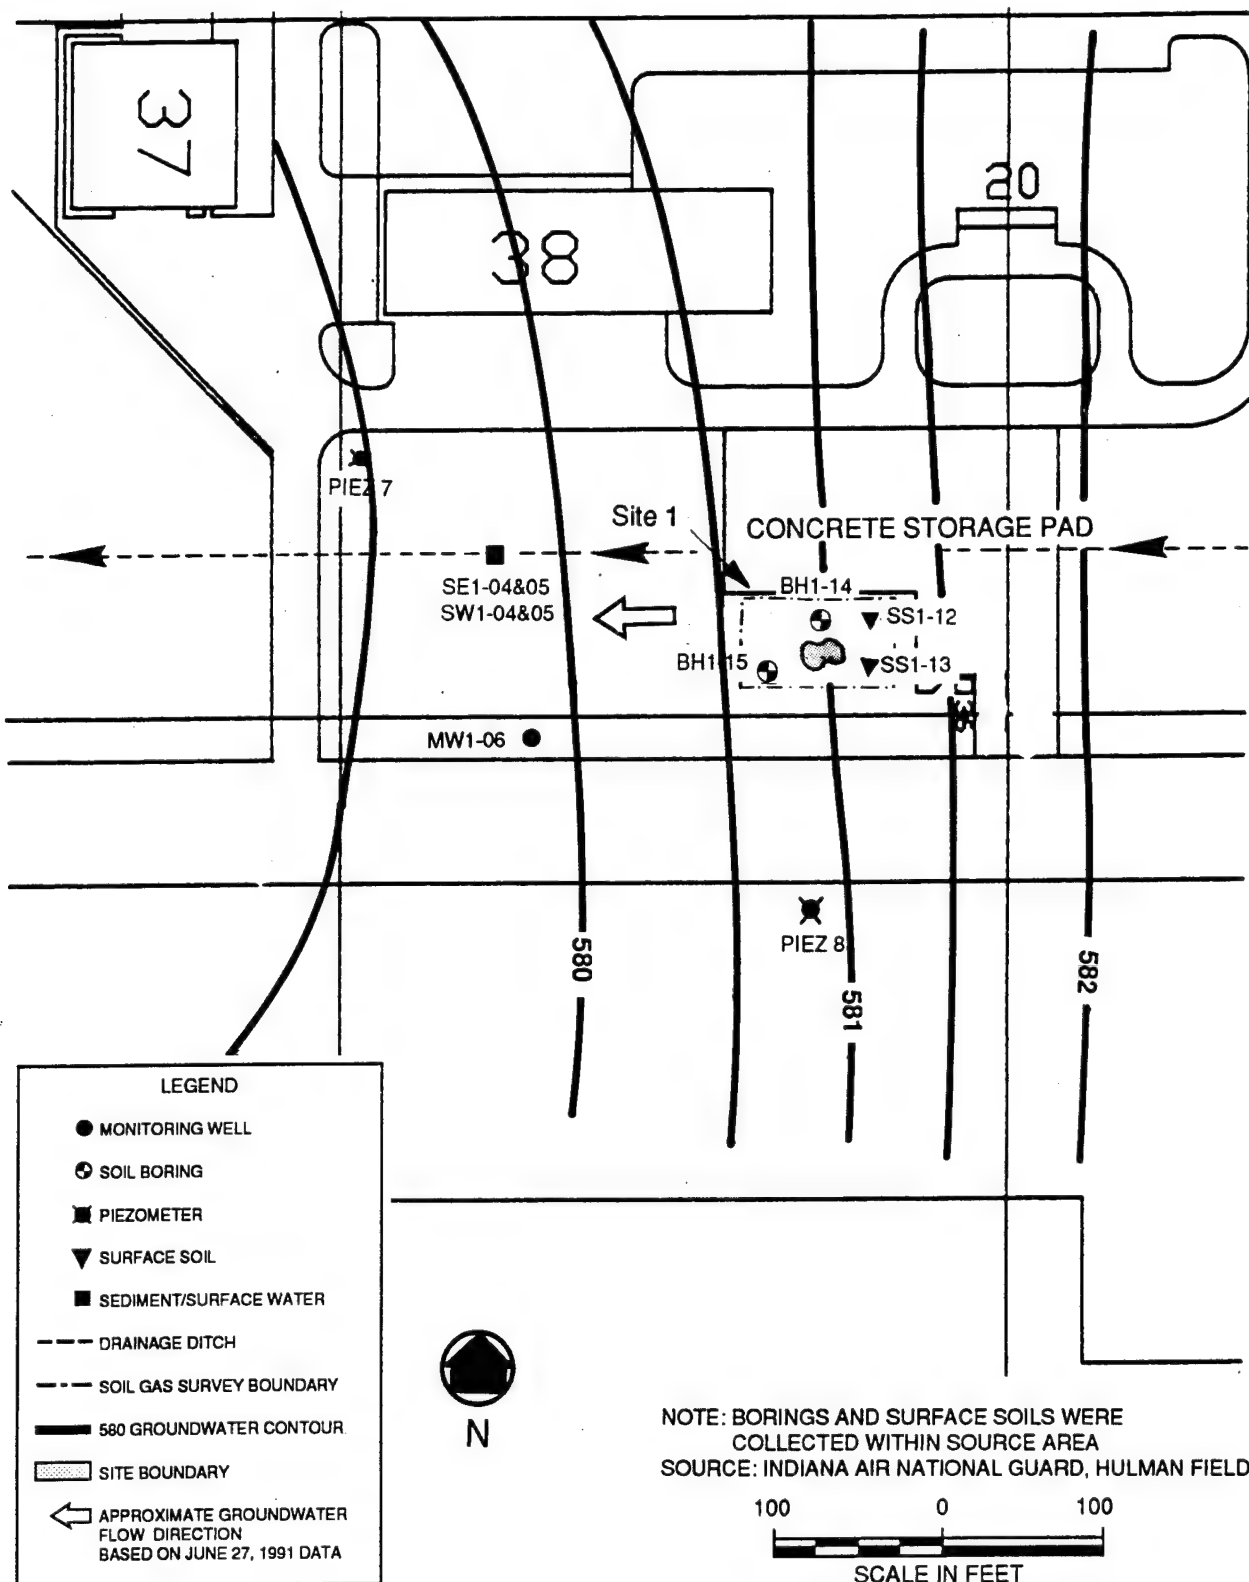 37
20
38
PIEZ 7
Site 1
CONCRETE STORAGE PAD
SE1-04&05
SW1-04&05
BH1-14
SS1-12
BH1-15
SS1-13
MW1-06
PIEZ 8
580
581
582
LEGEND
MONITORING WELL
SOIL BORING
PIEZOMETER
SURFACE SOIL
SEDIMENT/SURFACE WATER
DRAINAGE DITCH
SOIL GAS SURVEY BOUNDARY
580 GROUNDWATER CONTOUR
SITE BOUNDARY
APPROXIMATE GROUNDWATER
FLOW DIRECTION
BASED ON JUNE 27, 1991 DATA
N
NOTE: BORINGS AND SURFACE SOILS WERE
COLLECTED WITHIN SOURCE AREA
SOURCE: INDIANA AIR NATIONAL GUARD, HULMAN FIELD
100 0 100
SCALE IN FEET